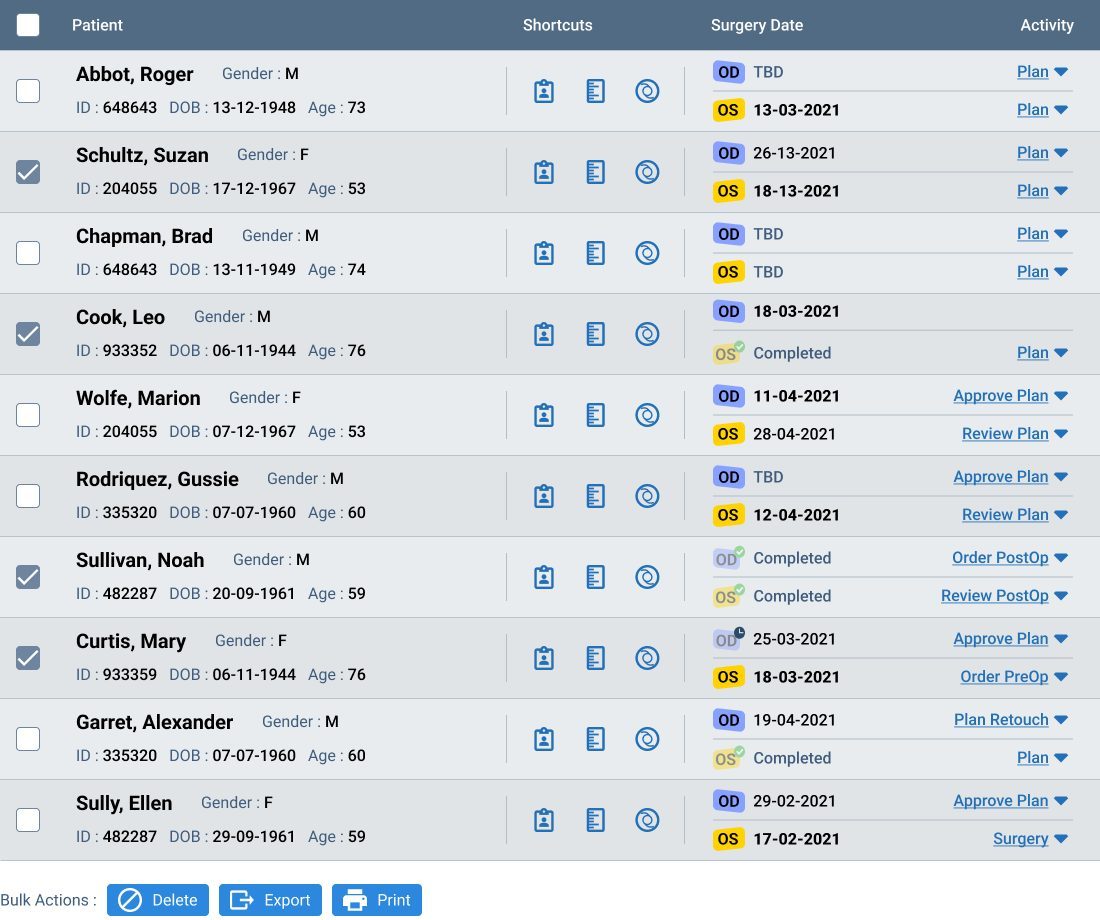 Patient Shortcuts Surgery Date Activity
Abbot, Roger Gender : M OD TBD Plan
ID : 648643 DOB : 13-12-1948 Age : 73 OS 13-03-2021 Plan
Schultz, Suzan Gender : F OD 26-13-2021 Plan
ID : 204055 DOB : 17-12-1967 Age : 53 OS 18-13-2021 Plan
Chapman, Brad Gender : M OD TBD Plan
ID : 648643 DOB : 13-11-1949 Age : 74 OS TBD Plan
Cook, Leo Gender : M OD 18-03-2021
ID : 933352 DOB : 06-11-1944 Age : 76 OS Completed Plan
Wolfe, Marion Gender : F OD 11-04-2021 Approve Plan
ID : 204055 DOB : 07-12-1967 Age : 53 OS 28-04-2021 Review Plan
Rodriquez, Gussie Gender : M OD TBD Approve Plan
ID : 335320 DOB : 07-07-1960 Age : 60 OS 12-04-2021 Review Plan
Sullivan, Noah Gender : M OD Completed Order PostOp
ID : 482287 DOB : 20-09-1961 Age : 59 OS Completed Review PostOp
Curtis, Mary Gender : F OD 25-03-2021 Approve Plan
ID : 933359 DOB : 06-11-1944 Age : 76 OS 18-03-2021 Order PreOp
Garret, Alexander Gender : M OD 19-04-2021 Plan Retouch
ID : 335320 DOB : 07-07-1960 Age : 60 OS Completed Plan
Sully, Ellen Gender : F OD 29-02-2021 Approve Plan
ID : 482287 DOB : 29-09-1961 Age : 59 OS 17-02-2021 Surgery
Bulk Actions : Delete Export Print